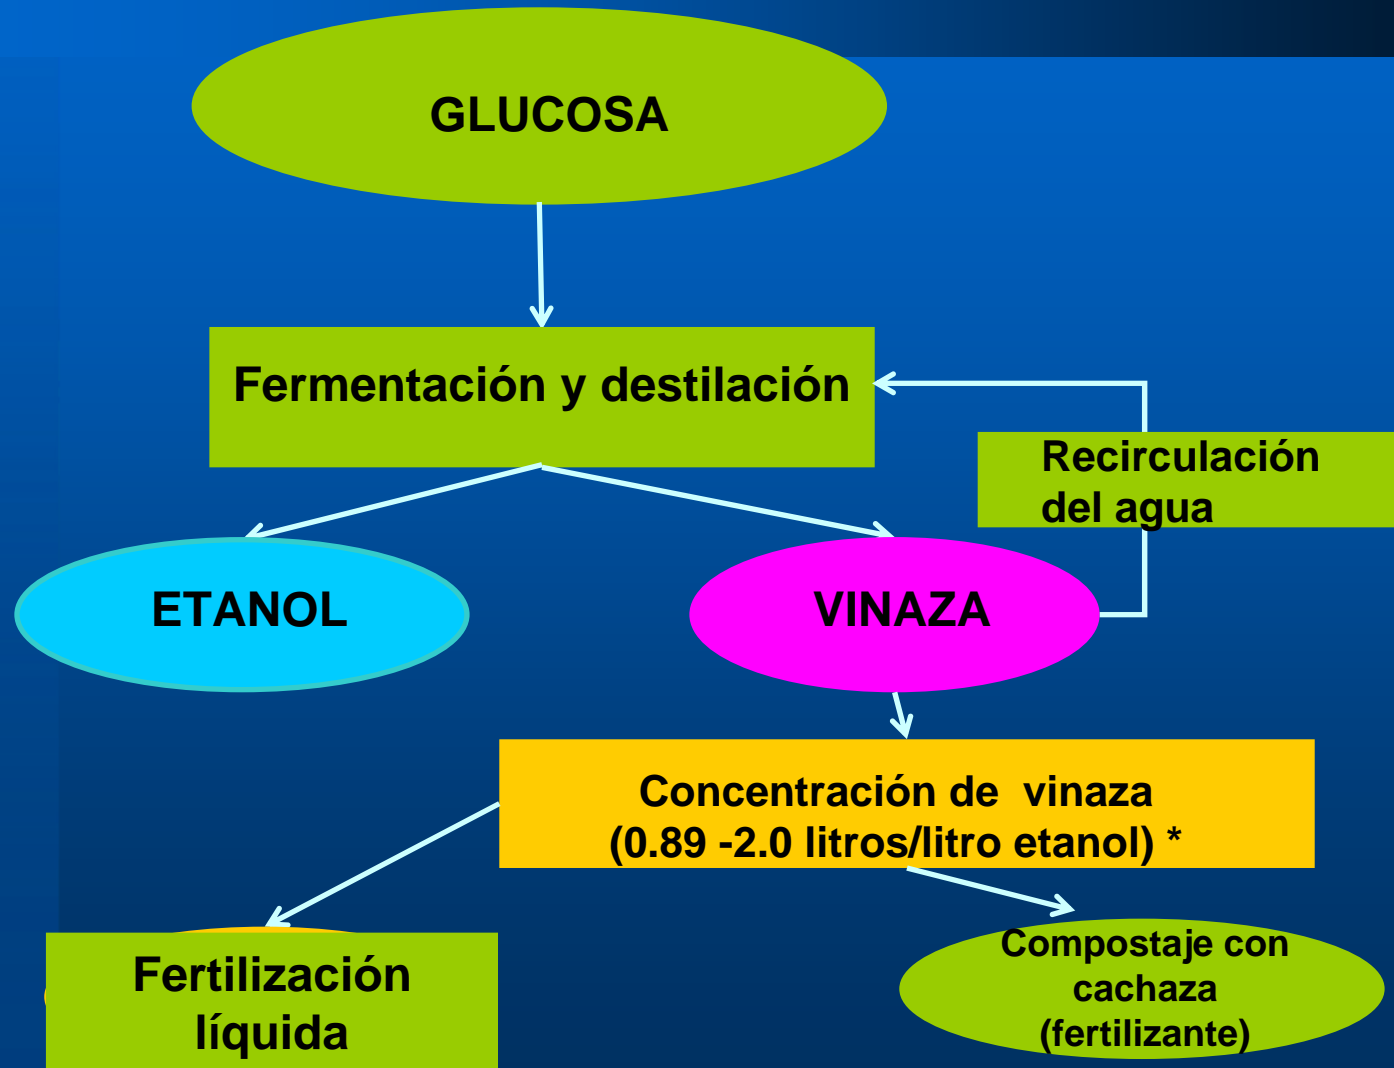 GLUCOSA
Fermentación y destilación
Recirculación
del agua
ETANOL
VINAZA
Concentración de  vinaza
(0.89 -2.0 litros/litro etanol) *
Fertilización
líquida
Compostaje con
cachaza
(fertilizante)